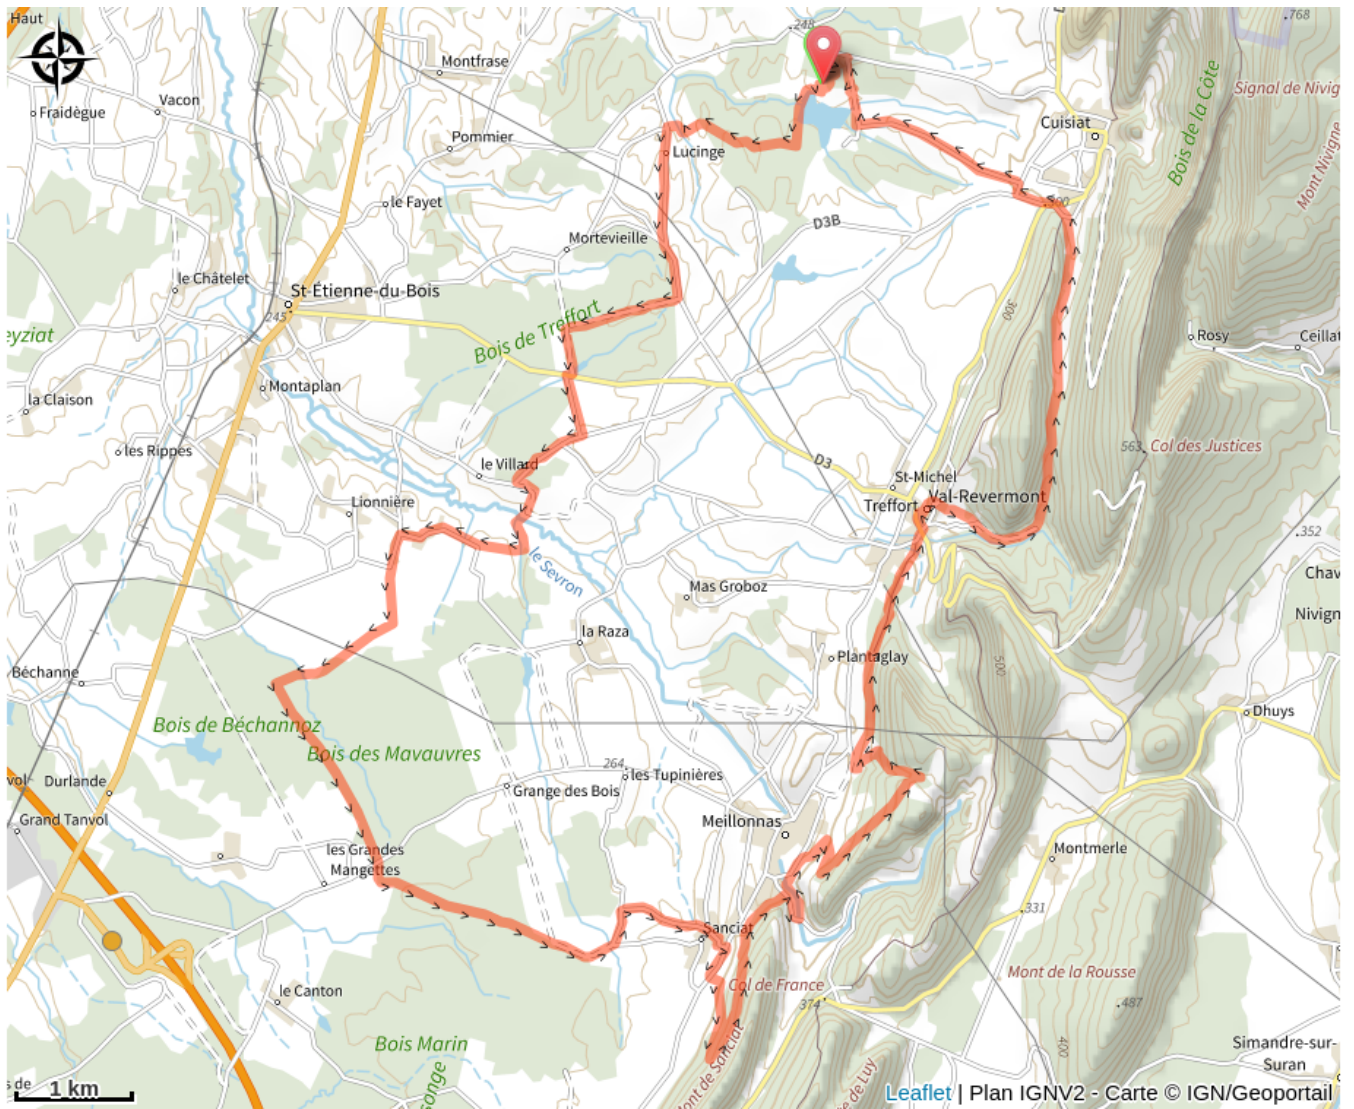 Haut
.248
.768
Montfrase
Signal de Nivig
Vacon
Fraidègue
Bois de la Côte
Cuisiat
Pommier
Lucinge
Mont Nivigne
le Fayet
D3B
Mortevieille
le Châtelet
St-Étienne-du-Bois
300
245
Bois de Treffort
eyziat
Rosy
Ceillat
Montaplan
la Claison
563
Col des Justices
les Rippes
D3
le Villard
St-Michel
Val-Revermont
Lionnière
Treffort
.352
le Sevron
Chav
Mas Groboz
Nivign
la Raza
Plantaglay
500
Béchanne
Dhuys
Bois de Béchannoz
Bois des Mavauvres
264
les Tupinières
vol
Durlande
Grange des Bois
Grand Tanvol
Meillonnas
les Grandes
Mangettes
Montmerle
.331
Sanciat
Col de France
Mont de la Rousse
le Canton
374
.487
Bois Marin
400
Simandre-sur-
Suran
Mont de Sanciat
e de Luy
songe
s de
1 km
Leaflet | Plan IGNV2 - Carte © IGN/Geoportail